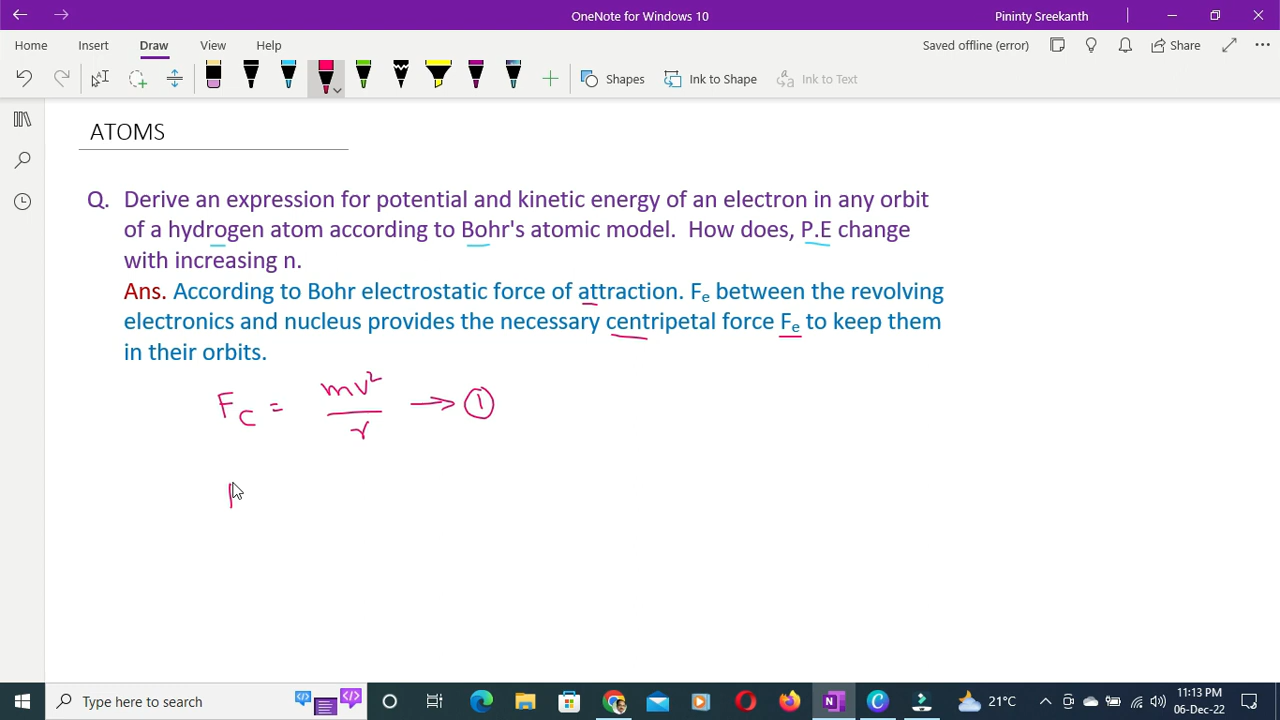 OneNote for Windows 10
Pininty Sreekanth
Home Insert Draw View Help
Saved offline (error) Share
Shapes Ink to Shape Ink to Text
ATOMS
Q. Derive an expression for potential and kinetic energy of an electron in any orbit
of a hydrogen atom according to Bohr's atomic model. How does, P.E change
with increasing n.
Ans. According to Bohr electrostatic force of attraction. Fₑ between the revolving
electronics and nucleus provides the necessary centripetal force Fₑ to keep them
in their orbits.
F_C = mv²/r → ①
Type here to search
21°C
11:13 PM
06-Dec-22